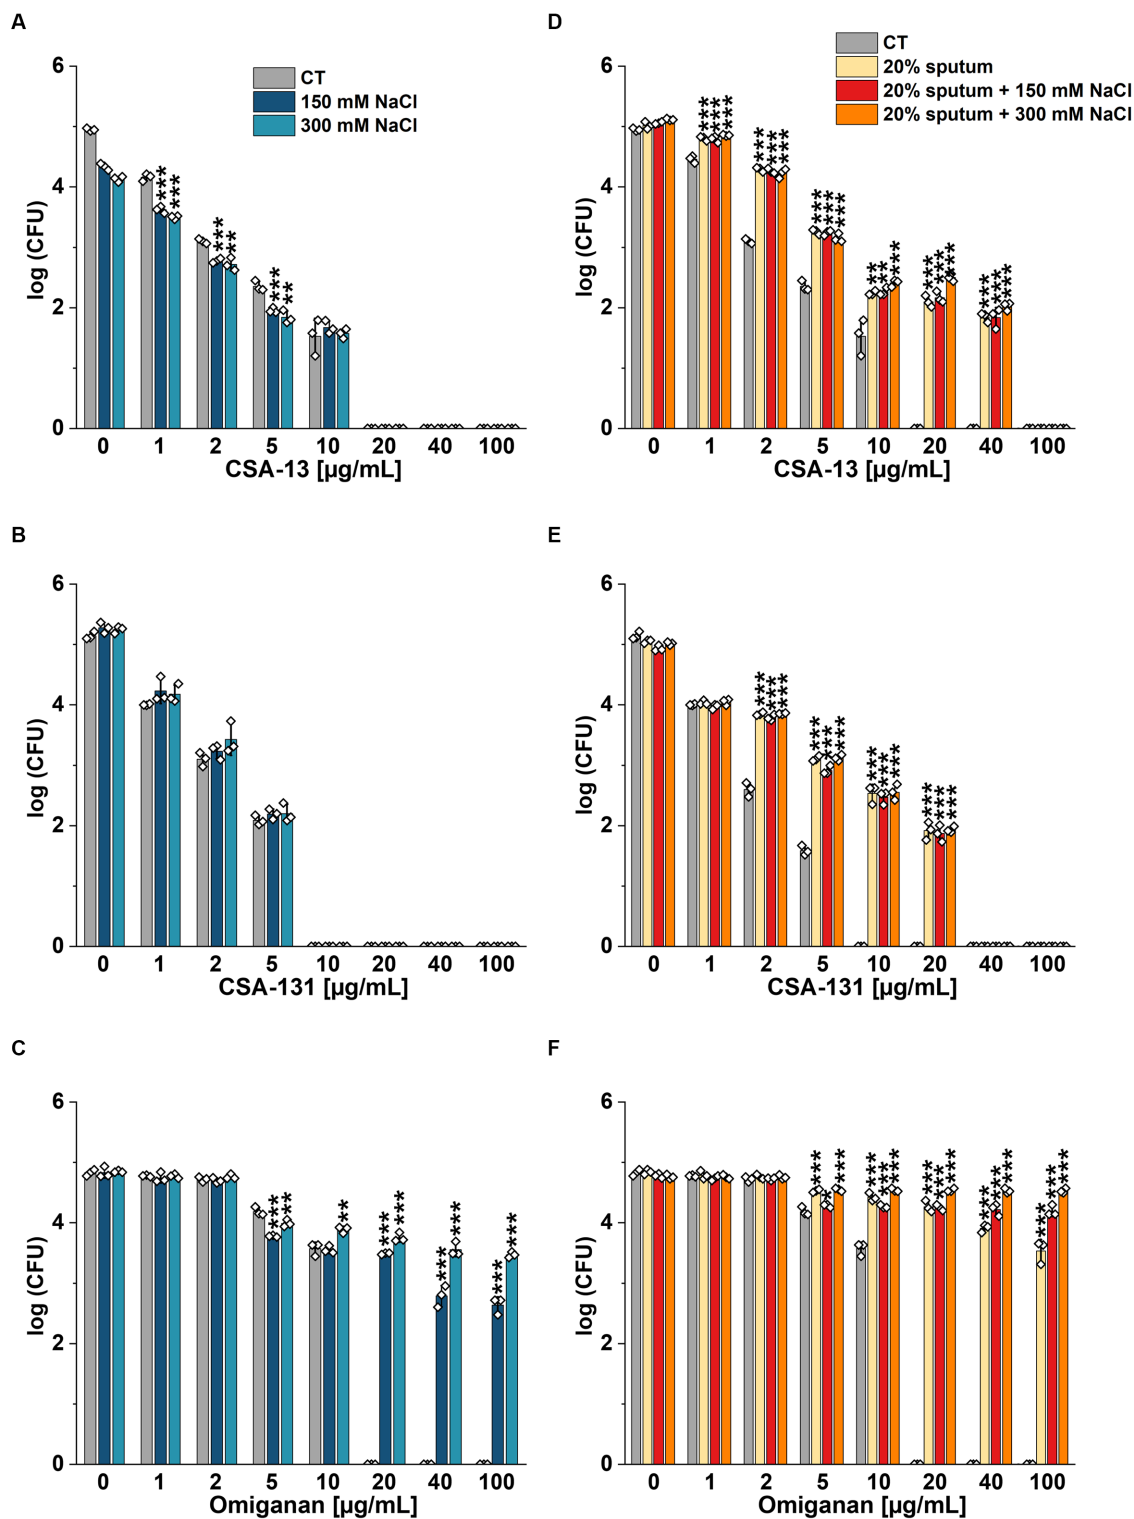 A
CT
150 mM NaCl
300 mM NaCl
log (CFU)
6
4
2
0
*** ***
*** **
*** **
0 1 2 5 10 20 40 100
CSA-13 [µg/mL]
D
CT
20% sputum
20% sputum + 150 mM NaCl
20% sputum + 300 mM NaCl
log (CFU)
6
4
2
0
*** *** ***
*** *** ***
*** *** ***
** ** ***
*** *** ***
*** *** ***
0 1 2 5 10 20 40 100
CSA-13 [µg/mL]
B
log (CFU)
6
4
2
0
0 1 2 5 10 20 40 100
CSA-131 [µg/mL]
E
log (CFU)
6
4
2
0
*** *** ***
*** *** ***
*** *** ***
*** *** ***
0 1 2 5 10 20 40 100
CSA-131 [µg/mL]
C
log (CFU)
6
4
2
0
*** **
**
*** ***
*** ***
*** ***
0 1 2 5 10 20 40 100
Omiganan [µg/mL]
F
log (CFU)
6
4
2
0
*** * ***
*** *** ***
*** *** ***
*** *** ***
*** *** ***
0 1 2 5 10 20 40 100
Omiganan [µg/mL]